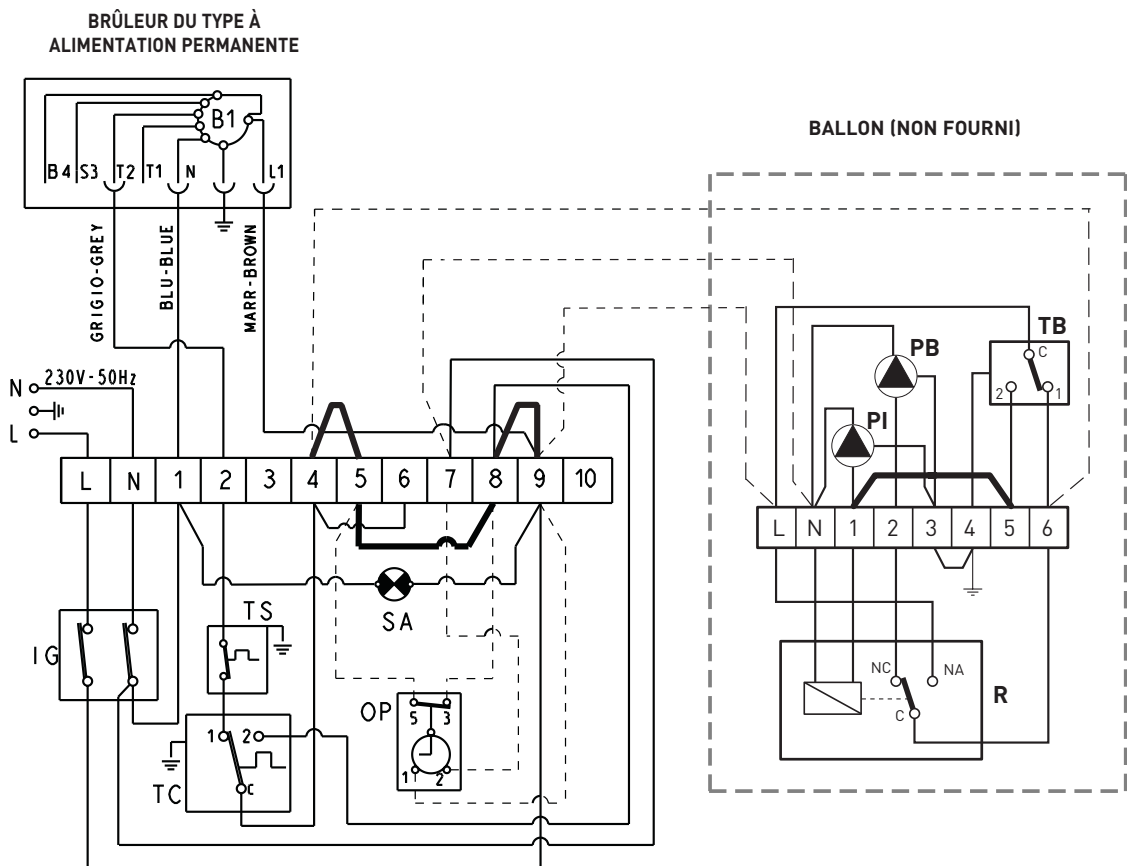 BRÛLEUR DU TYPE À
ALIMENTATION PERMANENTE
B1
B4 S3 T2 T1 N L1
GRIGIO-GREY
BLU-BLUE
MARR-BROWN
N 230V-50Hz
L
L N 1 2 3 4 5 6 7 8 9 10
SA
TS
IG
OP
5 3
1 2
1 2
C
TC
BALLON (NON FOURNI)
TB
C
2 1
PB
PI
L N 1 2 3 4 5 6
NC NA
R
C